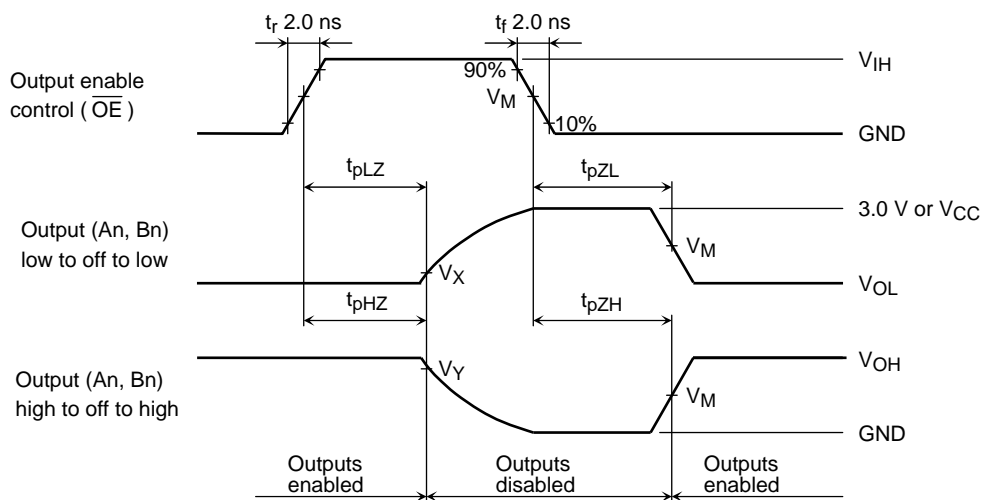 tr 2.0 ns
tf 2.0 ns
Output enable
control ( OE )
90%
VM
10%
VIH
GND
tpLZ
tpZL
Output (An, Bn)
low to off to low
VX
VM
3.0 V or VCC
VOL
tpHZ
tpZH
Output (An, Bn)
high to off to high
VY
VM
VOH
GND
Outputs
enabled
Outputs
disabled
Outputs
enabled